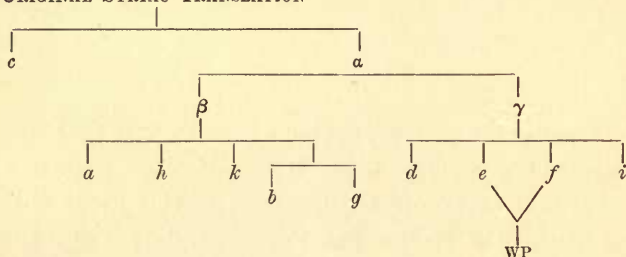 ORIGINAL SYRIAC TRANSLATION
c α
β γ
a h k d e f i
b g
WP